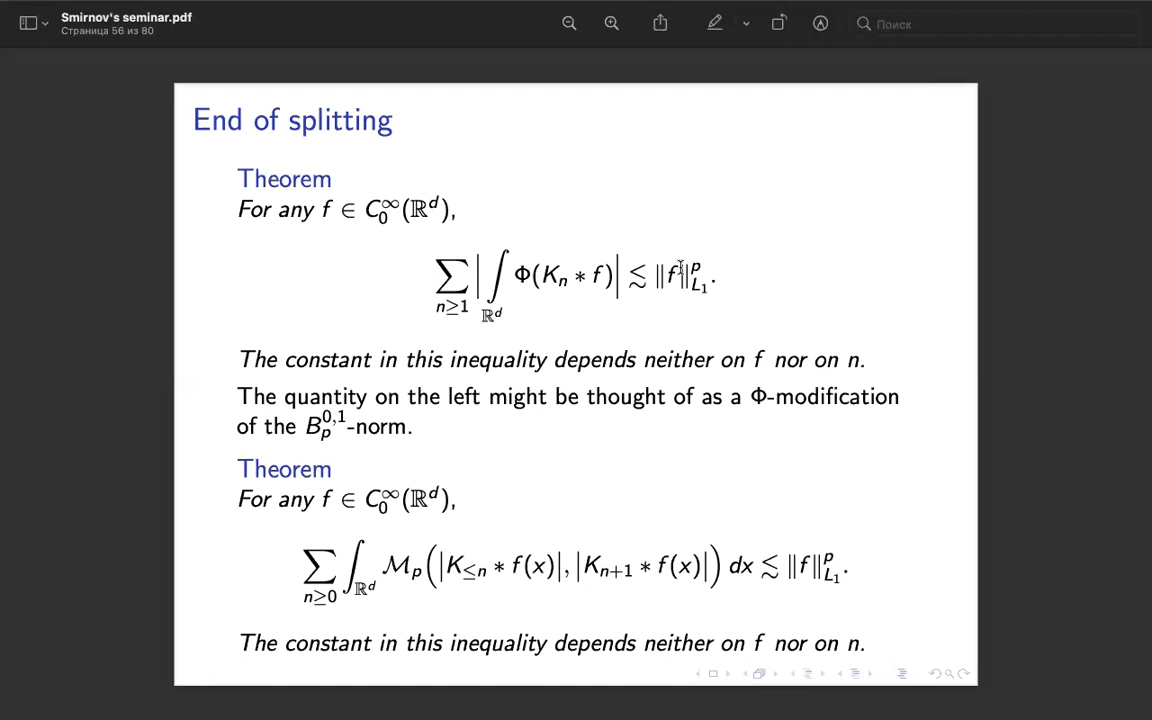 Smirnov's seminar.pdf
Страница 56 из 80
Поиск
End of splitting
Theorem
For any f ∈ C₀^∞(ℝ^d),
∑_{n≥1} | ∫_{ℝ^d} Φ(K_n ∗ f) | ≲ ‖f‖^p_{L_1}.
The constant in this inequality depends neither on f nor on n.
The quantity on the left might be thought of as a Φ-modification
of the B_p^{0,1}-norm.
Theorem
For any f ∈ C₀^∞(ℝ^d),
∑_{n≥0} ∫_{ℝ^d} ℳ_p(|K_{≤n} ∗ f(x)|, |K_{n+1} ∗ f(x)|) dx ≲ ‖f‖^p_{L_1}.
The constant in this inequality depends neither on f nor on n.